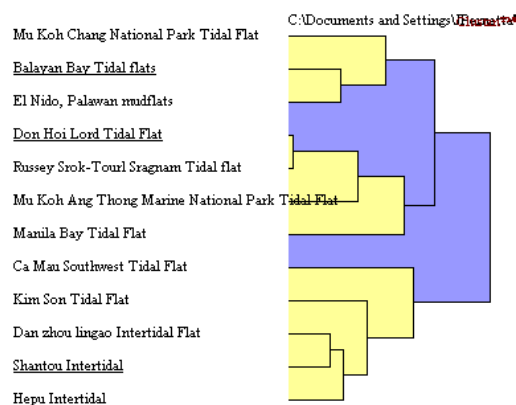 C:\Documents and Settings\
Mu Koh Chang National Park Tidal Flat
Balayan Bay Tidal flats
El Nido, Palawan mudflats
Don Hoi Lord Tidal Flat
Russey Srok-Tourl Sragnam Tidal flat
Mu Koh Ang Thong Marine National Park Tidal Flat
Manila Bay Tidal Flat
Ca Mau Southwest Tidal Flat
Kim Son Tidal Flat
Dan zhou lingao Intertidal Flat
Shantou Intertidal
Hepu Intertidal